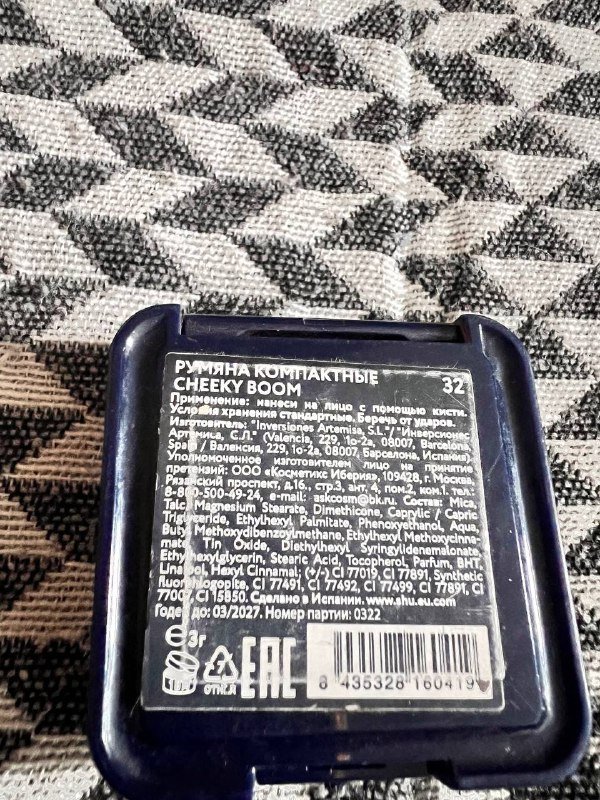 РУМЯНА КОМПАКТНЫЕ 32
CHEEKY BOOM
Применение: нанеси на лицо с помощью кисти.
Условия хранения стандартные. Беречь от ударов.
Изготовитель: "Inversiones Artemisa, S.L."/ "Инверсионес
Артемиса, С.Л." (Valencia, 229, 1o-2a, 08007, Barcelona,
Spain / Валенсия, 229, 1о-2а, 08007, Барселона, Испания).
Уполномоченное изготовителем лицо на принятие
претензий: ООО «Косметикс Иберия», 109428, г. Москва,
Рязанский проспект, д.16., стр.3, ант. 4, пом.2, ком.1. тел.:
8-800-500-49-24, e-mail: askcosm@bk.ru. Состав: Mica,
Talc, Magnesium Stearate, Dimethicone, Caprylic / Capric
Triglyceride, Ethylhexyl Palmitate, Phenoxyethanol, Aqua,
Butyl Methoxydibenzoylmethane, Ethylhexyl Methoxycinna-
mate, Tin Oxide, Diethylhexyl Syringylidenemalonate,
Ethylhexylglycerin, Stearic Acid, Tocopherol, Parfum, BHT,
Linalool, Hexyl Cinnamal; (+/-) CI 77019, CI 77891, Synthetic
fluorphlogopite, CI 77491, CI 77492, CI 77499, CI 77891, CI
77007, CI 15850. Сделано в Испании. www.shu.eu.com
Годен до: 03/2027. Номер партии: 0322
℮ 3г
7
EAC
8 435328 160419